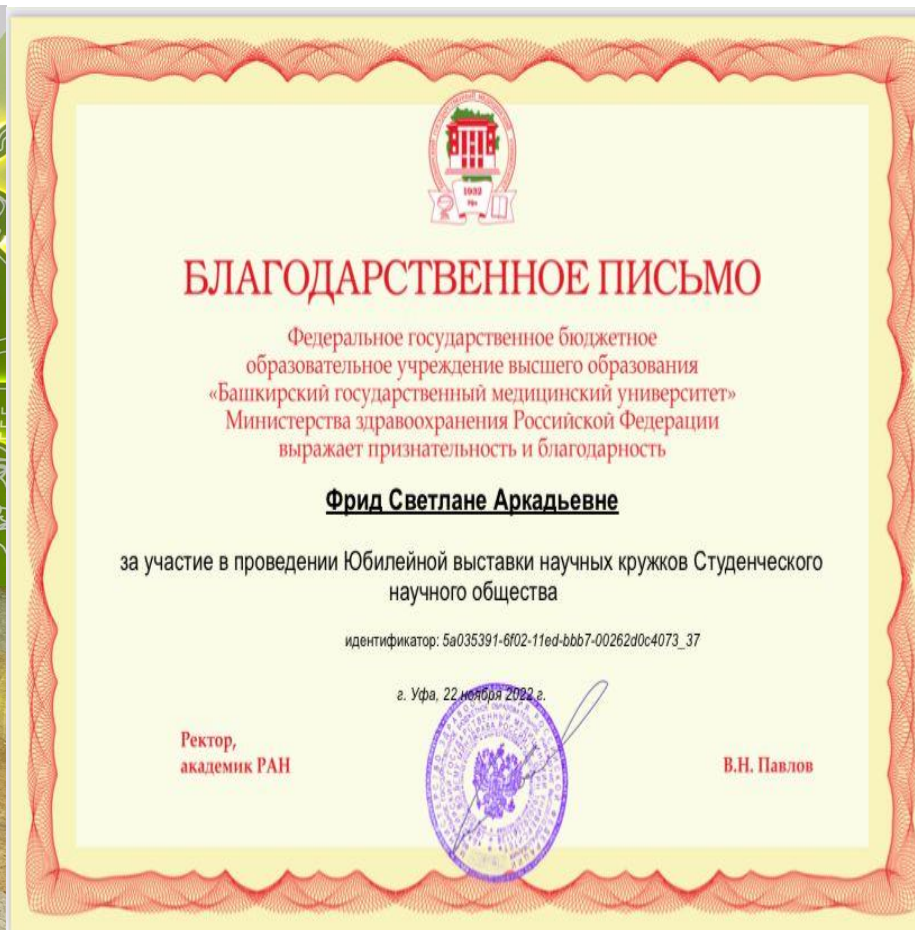 1932
Уфа
БЛАГОДАРСТВЕННОЕ ПИСЬМО
Федеральное государственное бюджетное
образовательное учреждение высшего образования
«Башкирский государственный медицинский университет»
Министерства здравоохранения Российской Федерации
выражает признательность и благодарность
Фрид Светлане Аркадьевне
за участие в проведении Юбилейной выставки научных кружков Студенческого
научного общества
идентификатор: 5a035391-6f02-11ed-bbb7-00262d0c4073_37
г. Уфа, 22 ноября 2022 г.
Ректор,
академик РАН
В.Н. Павлов